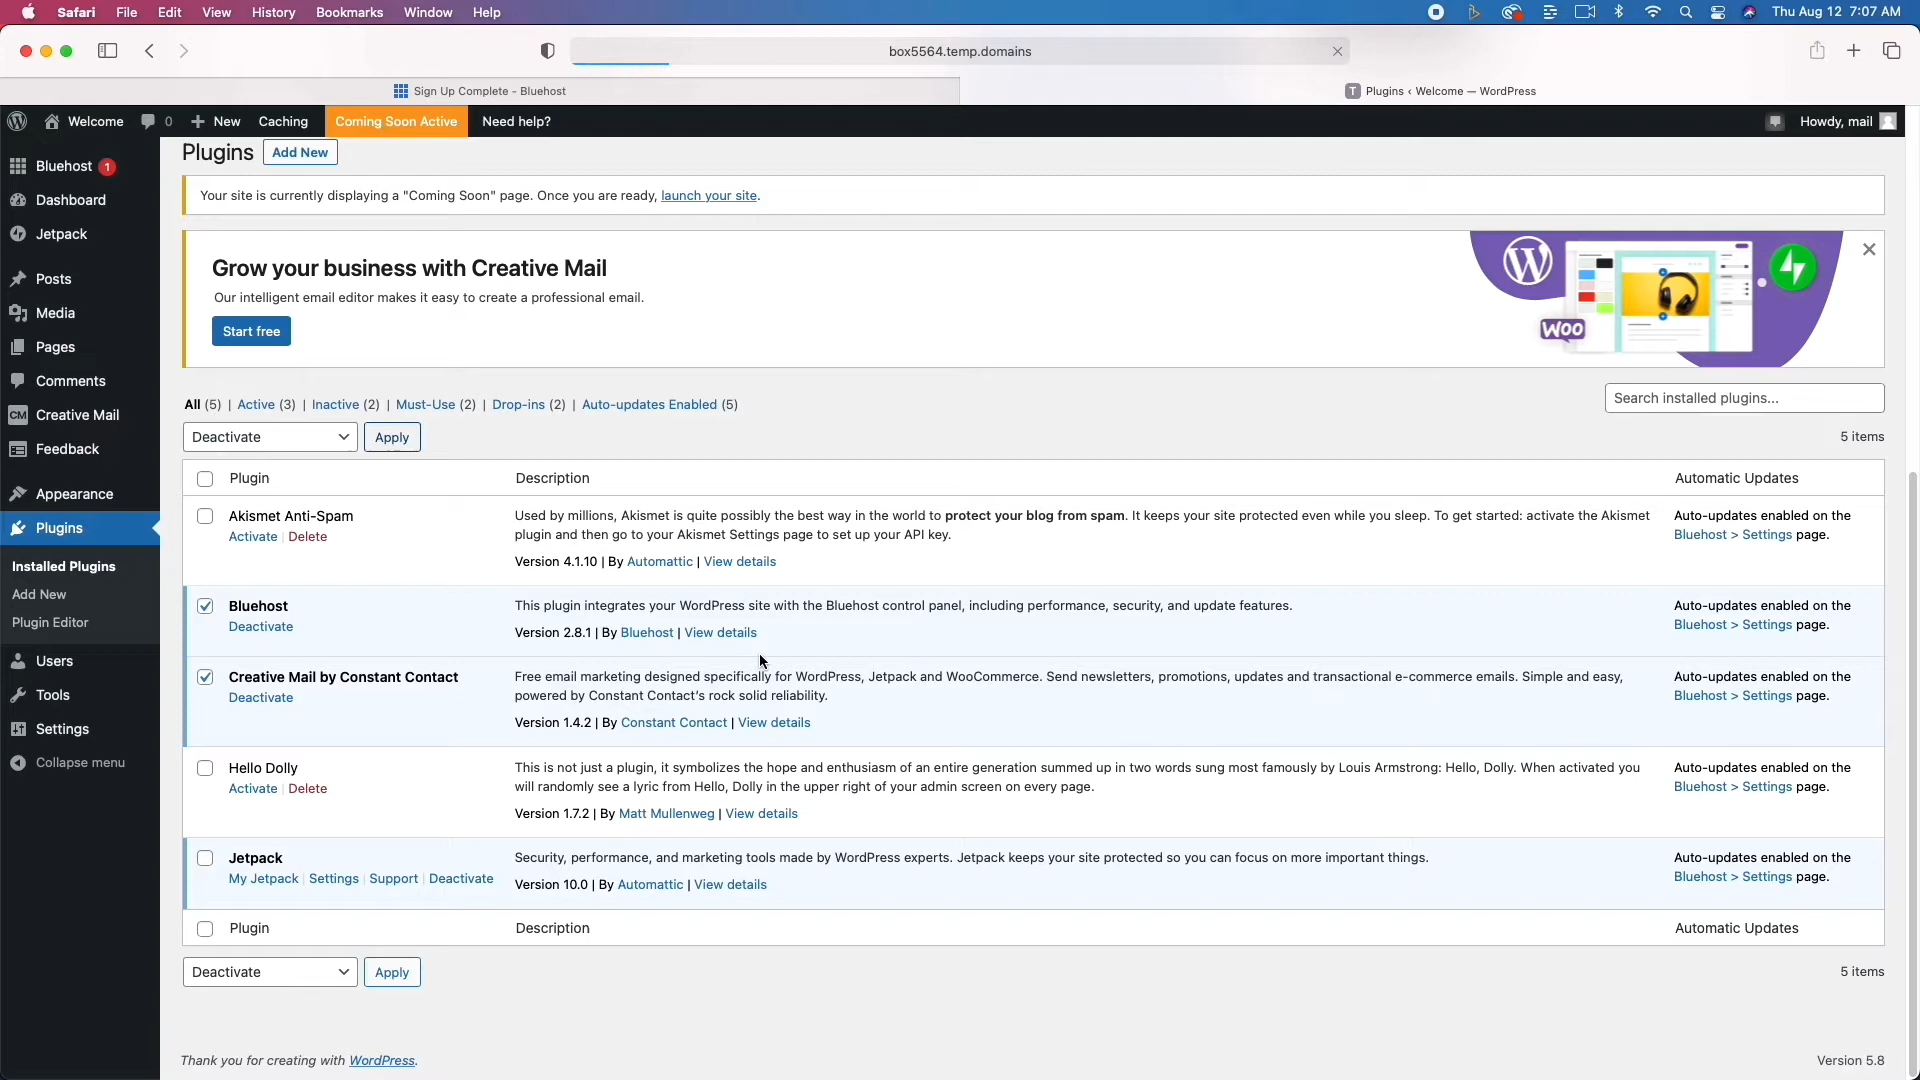 Safari File Edit View History Bookmarks Window Help Thu Aug 12 7:07 AM
box5564.temp.domains
Sign Up Complete - Bluehost
T Plugins ‹ Welcome — WordPress
Welcome 0 New Caching Coming Soon Active Need help? Howdy, mail
Bluehost 1
Dashboard
Jetpack
Posts
Media
Pages
Comments
CM Creative Mail
Feedback
Appearance
Plugins
Installed Plugins
Add New
Plugin Editor
Users
Tools
Settings
Collapse menu
Plugins Add New
Your site is currently displaying a "Coming Soon" page. Once you are ready, launch your site.
Grow your business with Creative Mail
Our intelligent email editor makes it easy to create a professional email.
Start free
WOO
All (5) | Active (3) | Inactive (2) | Must-Use (2) | Drop-ins (2) | Auto-updates Enabled (5)
Search installed plugins...
Deactivate Apply 5 items
Plugin Description Automatic Updates
Akismet Anti-Spam
Activate | Delete
Used by millions, Akismet is quite possibly the best way in the world to protect your blog from spam. It keeps your site protected even while you sleep. To get started: activate the Akismet
plugin and then go to your Akismet Settings page to set up your API key.
Version 4.1.10 | By Automattic | View details
Auto-updates enabled on the
Bluehost > Settings page.
Bluehost
Deactivate
This plugin integrates your WordPress site with the Bluehost control panel, including performance, security, and update features.
Version 2.8.1 | By Bluehost | View details
Auto-updates enabled on the
Bluehost > Settings page.
Creative Mail by Constant Contact
Deactivate
Free email marketing designed specifically for WordPress, Jetpack and WooCommerce. Send newsletters, promotions, updates and transactional e-commerce emails. Simple and easy,
powered by Constant Contact's rock solid reliability.
Version 1.4.2 | By Constant Contact | View details
Auto-updates enabled on the
Bluehost > Settings page.
Hello Dolly
Activate | Delete
This is not just a plugin, it symbolizes the hope and enthusiasm of an entire generation summed up in two words sung most famously by Louis Armstrong: Hello, Dolly. When activated you
will randomly see a lyric from Hello, Dolly in the upper right of your admin screen on every page.
Version 1.7.2 | By Matt Mullenweg | View details
Auto-updates enabled on the
Bluehost > Settings page.
Jetpack
My Jetpack | Settings | Support | Deactivate
Security, performance, and marketing tools made by WordPress experts. Jetpack keeps your site protected so you can focus on more important things.
Version 10.0 | By Automattic | View details
Auto-updates enabled on the
Bluehost > Settings page.
Plugin Description Automatic Updates
Deactivate Apply 5 items
Thank you for creating with WordPress. Version 5.8